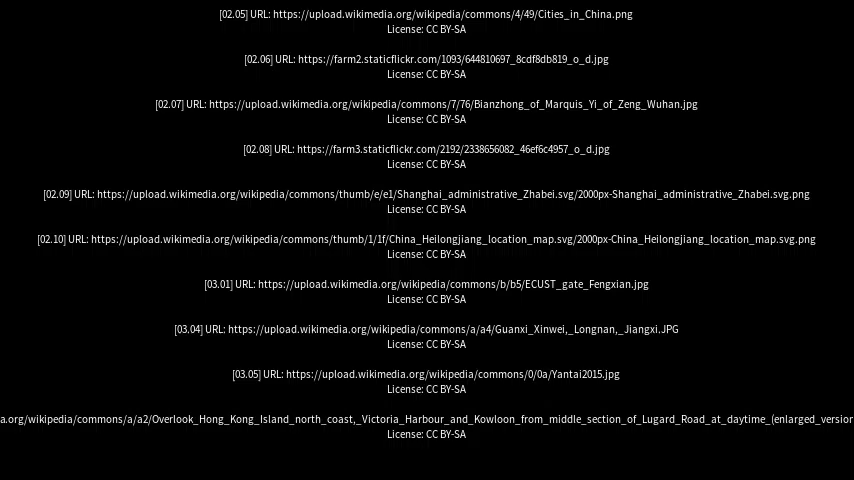 [02.05] URL: https://upload.wikimedia.org/wikipedia/commons/4/49/Cities_in_China.png
License: CC BY-SA
[02.06] URL: https://farm2.staticflickr.com/1093/644810697_8cdf8db819_o_d.jpg
License: CC BY-SA
[02.07] URL: https://upload.wikimedia.org/wikipedia/commons/7/76/Bianzhong_of_Marquis_Yi_of_Zeng_Wuhan.jpg
License: CC BY-SA
[02.08] URL: https://farm3.staticflickr.com/2192/2338656082_46ef6c4957_o_d.jpg
License: CC BY-SA
[02.09] URL: https://upload.wikimedia.org/wikipedia/commons/thumb/e/e1/Shanghai_administrative_Zhabei.svg/2000px-Shanghai_administrative_Zhabei.svg.png
License: CC BY-SA
[02.10] URL: https://upload.wikimedia.org/wikipedia/commons/thumb/1/1f/China_Heilongjiang_location_map.svg/2000px-China_Heilongjiang_location_map.svg.png
License: CC BY-SA
[03.01] URL: https://upload.wikimedia.org/wikipedia/commons/b/b5/ECUST_gate_Fengxian.jpg
License: CC BY-SA
[03.04] URL: https://upload.wikimedia.org/wikipedia/commons/a/a4/Guanxi_Xinwei,_Longnan,_Jiangxi.JPG
License: CC BY-SA
[03.05] URL: https://upload.wikimedia.org/wikipedia/commons/0/0a/Yantai2015.jpg
License: CC BY-SA
a.org/wikipedia/commons/a/a2/Overlook_Hong_Kong_Island_north_coast,_Victoria_Harbour_and_Kowloon_from_middle_section_of_Lugard_Road_at_daytime_(enlarged_version
License: CC BY-SA